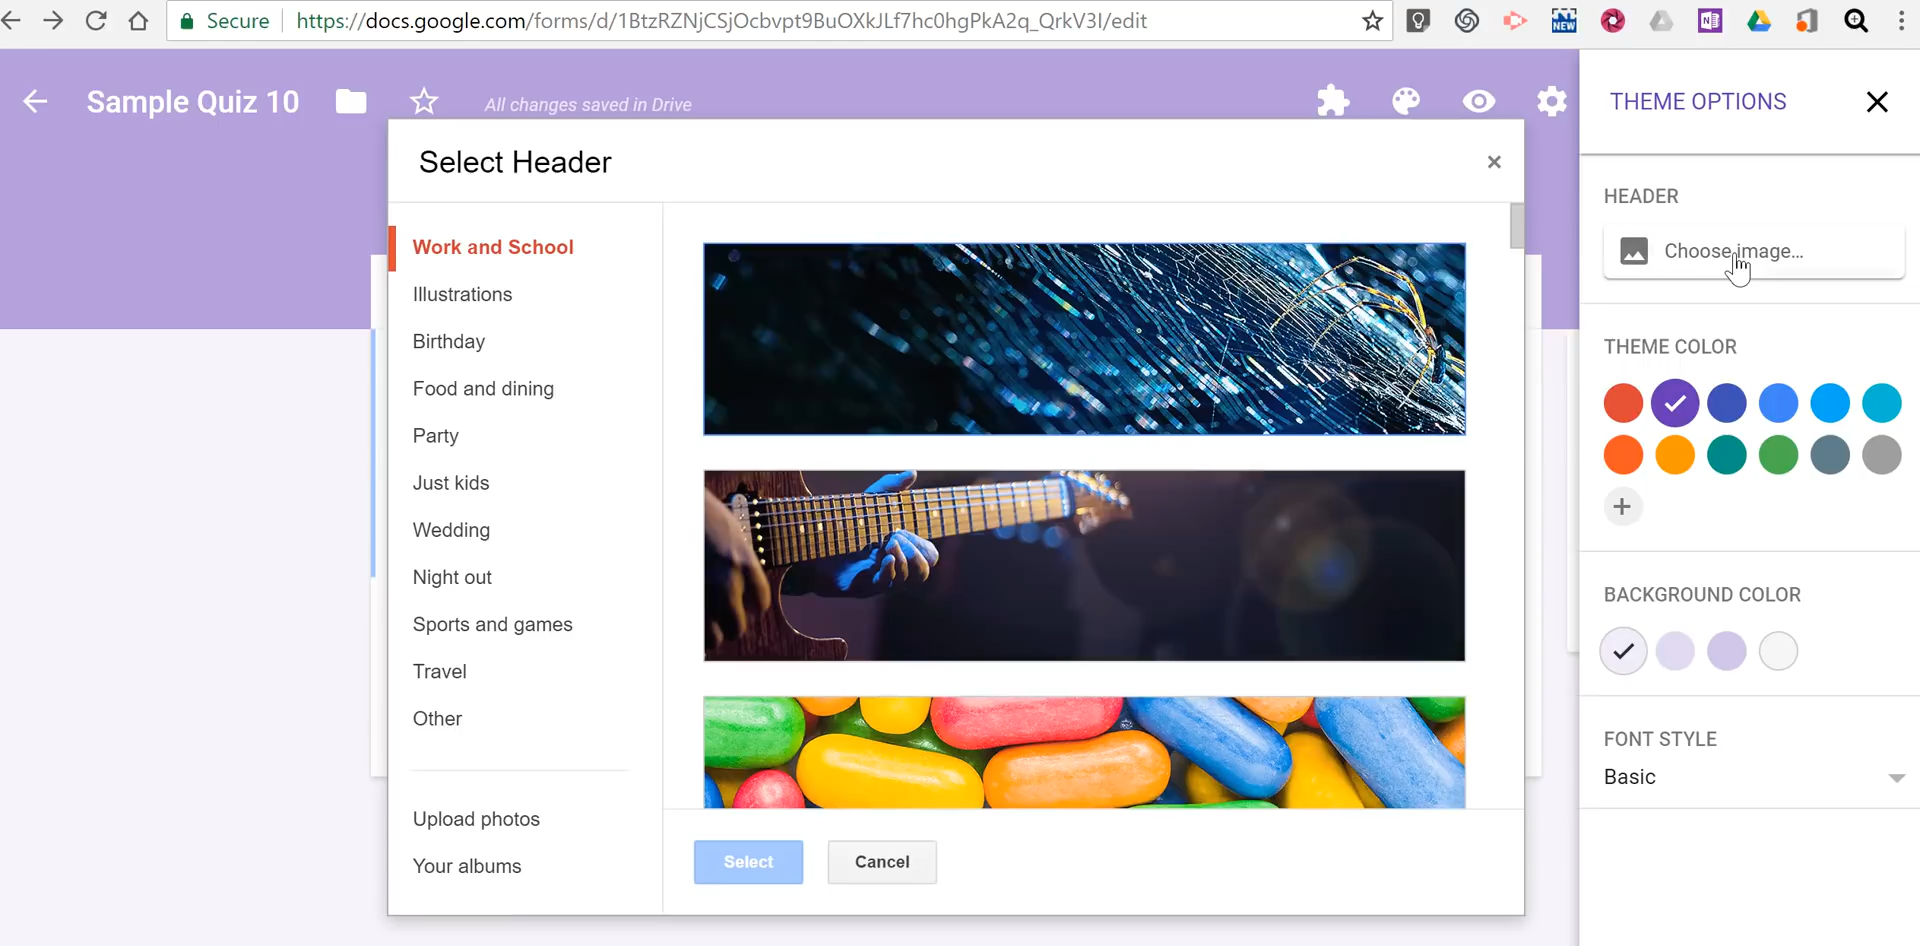 Secure https://docs.google.com/forms/d/1BtzRZNjCSjOcbvpt9BuOXkJLf7hc0hgPkA2q_QrkV3I/edit
NEW
N
Sample Quiz 10 All changes saved in Drive
THEME OPTIONS
Select Header
Work and School
Illustrations
Birthday
Food and dining
Party
Just kids
Wedding
Night out
Sports and games
Travel
Other
Upload photos
Your albums
Select Cancel
HEADER
Choose image...
THEME COLOR
BACKGROUND COLOR
FONT STYLE
Basic